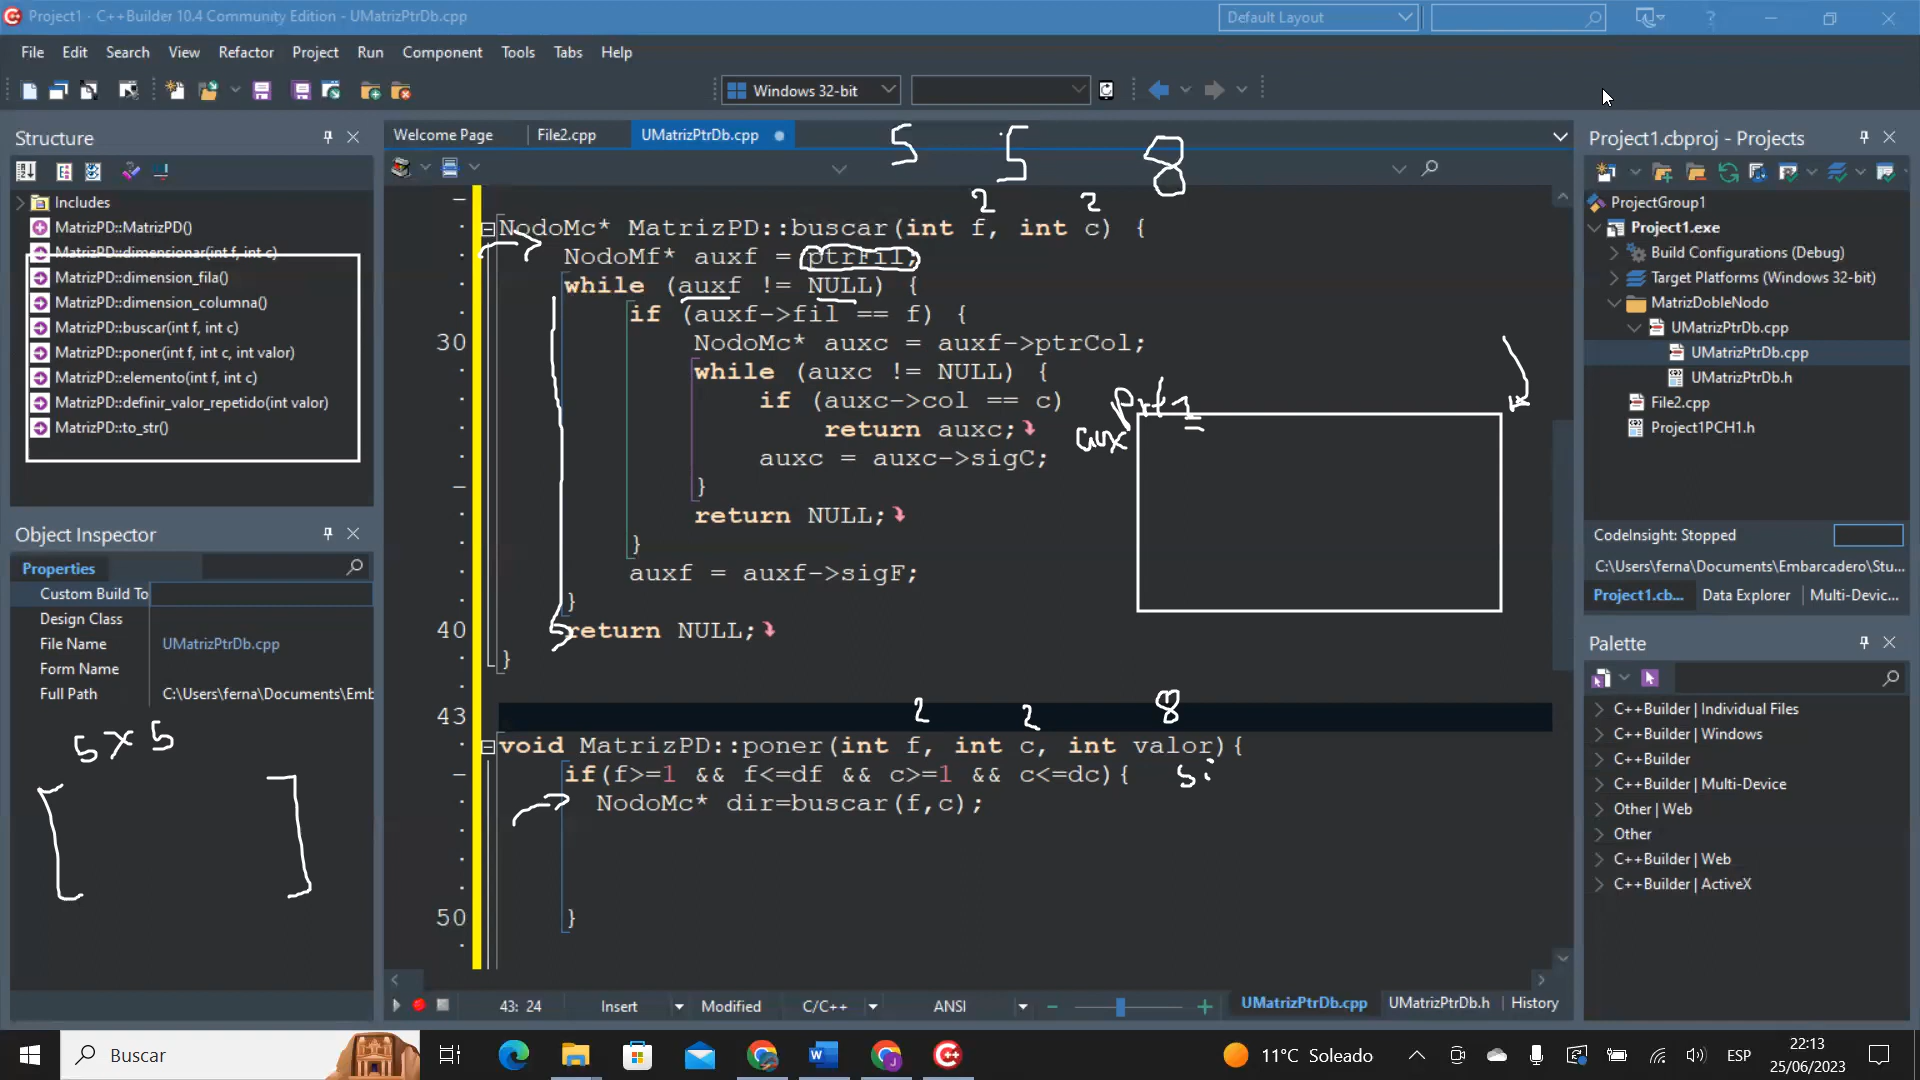 Project1 - C++Builder 10.4 Community Edition - UMatrizPtrDb.cpp
Default Layout
File Edit Search View Refactor Project Run Component Tools Tabs Help
Windows 32-bit
Structure
Includes
MatrizPD::MatrizPD()
MatrizPD::dimensionar(int f, int c)
MatrizPD::dimension_fila()
MatrizPD::dimension_columna()
MatrizPD::buscar(int f, int c)
MatrizPD::poner(int f, int c, int valor)
MatrizPD::elemento(int f, int c)
MatrizPD::definir_valor_repetido(int valor)
MatrizPD::to_str()
Object Inspector
Properties
Custom Build To
Design Class
File Name UMatrizPtrDb.cpp
Form Name
Full Path C:\Users\ferna\Documents\Emb
5 x 5
Welcome Page File2.cpp UMatrizPtrDb.cpp
5 5 8
2 2
NodoMc* MatrizPD::buscar(int f, int c) {
NodoMf* auxf = ptrFil;
while (auxf != NULL) {
if (auxf->fil == f) {
30 NodoMc* auxc = auxf->ptrCol;
while (auxc != NULL) {
if (auxc->col == c)
return auxc;
auxc = auxc->sigC;
}
return NULL;
}
auxf = auxf->sigF;
}
40 return NULL;
}
aux
2 2 8
43
void MatrizPD::poner(int f, int c, int valor){
if(f>=1 && f<=df && c>=1 && c<=dc){ si
NodoMc* dir=buscar(f,c);
50 }
43: 24 Insert Modified C/C++ ANSI UMatrizPtrDb.cpp UMatrizPtrDb.h History
Project1.cbproj - Projects
ProjectGroup1
Project1.exe
Build Configurations (Debug)
Target Platforms (Windows 32-bit)
MatrizDobleNodo
UMatrizPtrDb.cpp
UMatrizPtrDb.cpp
UMatrizPtrDb.h
File2.cpp
Project1PCH1.h
CodeInsight: Stopped
C:\Users\ferna\Documents\Embarcadero\Stu...
Project1.cb... Data Explorer Multi-Devic...
Palette
C++Builder | Individual Files
C++Builder | Windows
C++Builder
C++Builder | Multi-Device
Other | Web
Other
C++Builder | Web
C++Builder | ActiveX
Buscar
11°C Soleado
ESP
22:13
25/06/2023